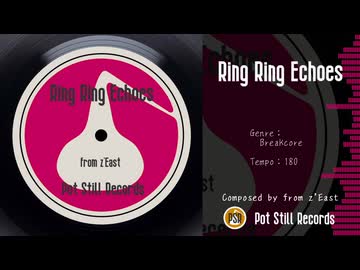 Ring Ring Echoes
from z'East
Pot Still Records
Ring Ring Echoes
Genre :
Breakcore
Tempo : 180
Composed by from z'East
PSR
Pot Still Records